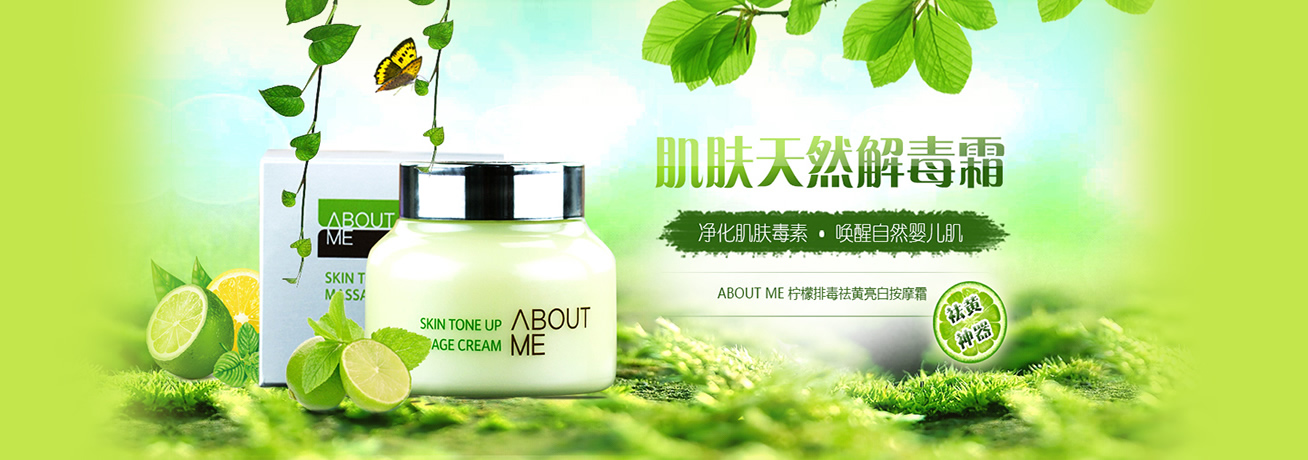 ABOUT
ME
SKIN T
MASSA
SKIN TONE UP
AGE CREAM
ABOUT
ME
肌肤天然解毒霜
净化肌肤毒素 • 唤醒自然婴儿肌
ABOUT ME 柠檬排毒祛黄亮白按摩霜
祛黄
神器